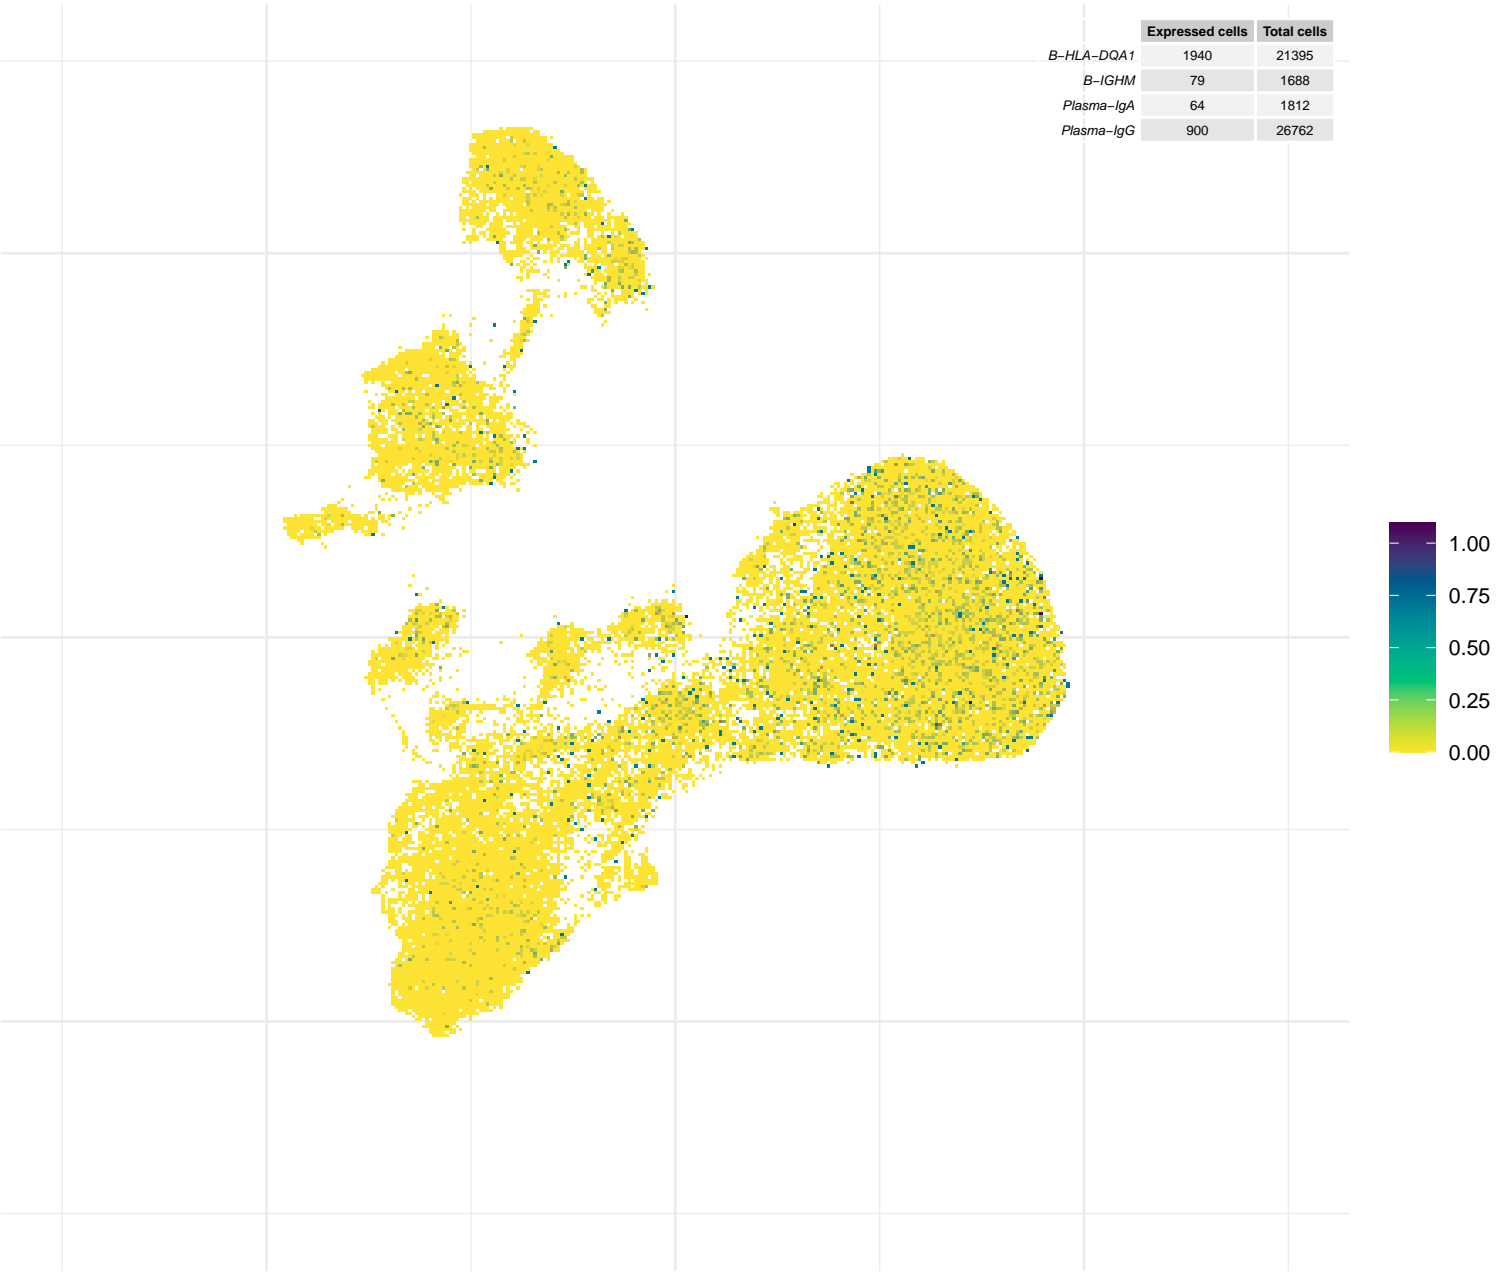 Expressed cells Total cells
B−HLA−DQA1 1940 21395
B−IGHM 79 1688
Plasma−IgA 64 1812
Plasma−IgG 900 26762
1.00
0.75
0.50
0.25
0.00